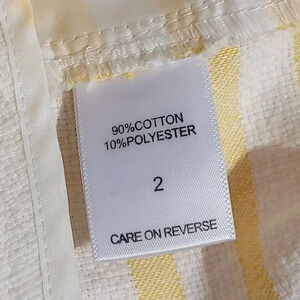 90%COTTON
10%POLYESTER
2
CARE ON REVERSE